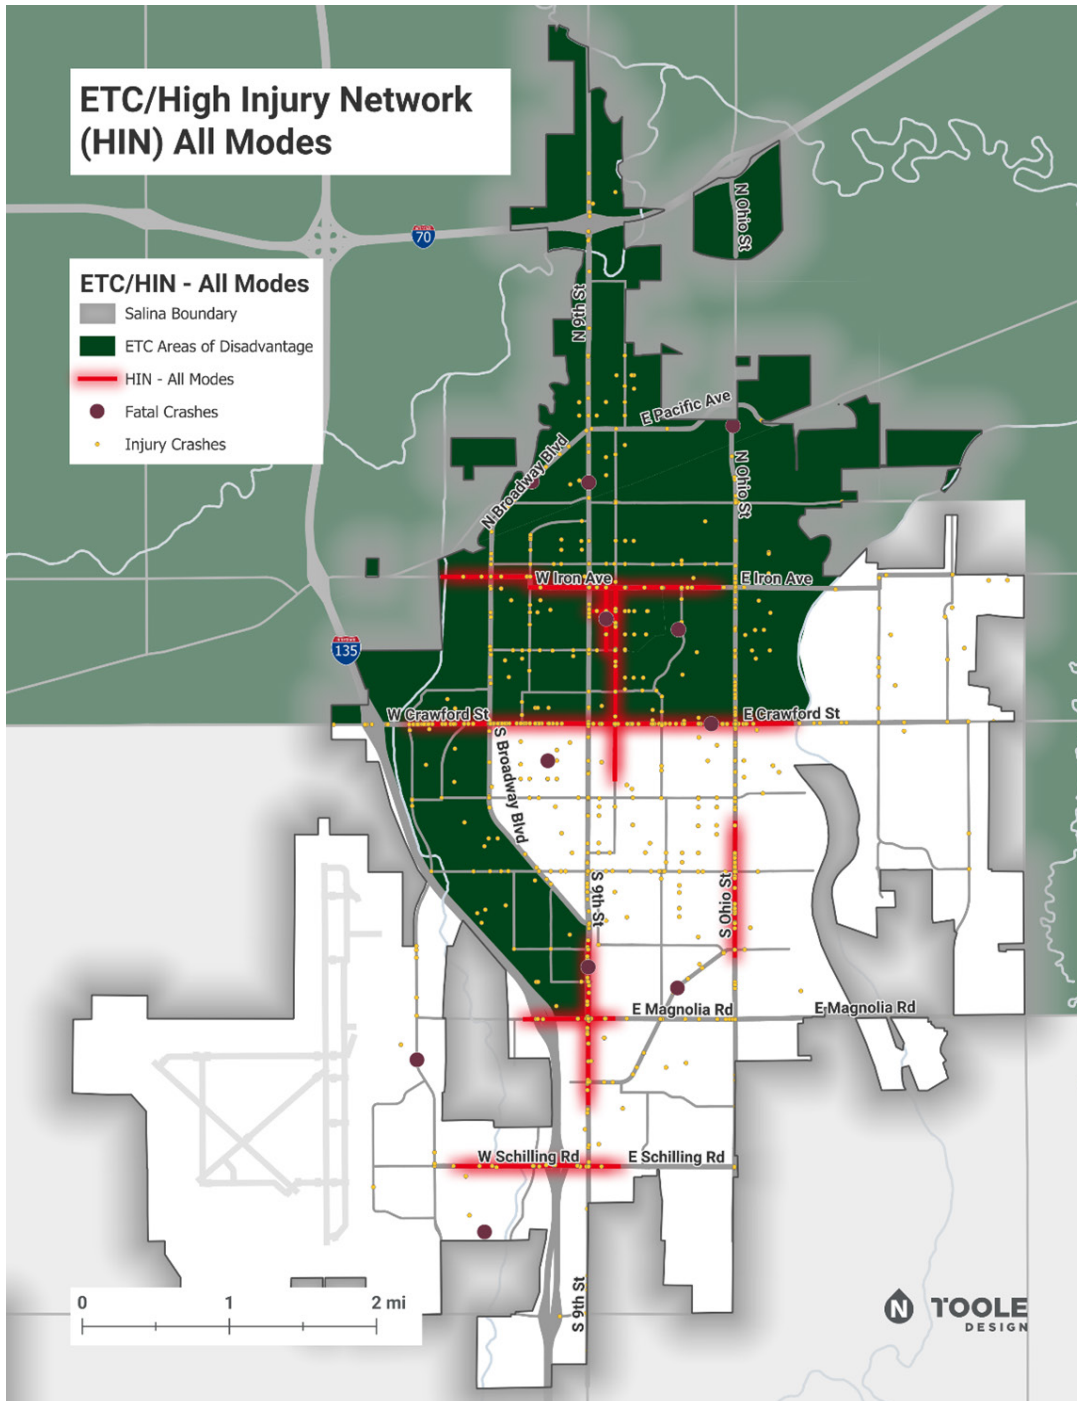 ETC/High Injury Network
(HIN) All Modes
N Ohio St
70
ETC/HIN - All Modes
Salina Boundary
ETC Areas of Disadvantage
HIN - All Modes
Fatal Crashes
Injury Crashes
N 9th St
E Pacific Ave
N Broadway Blvd
N Ohio St
W Iron Ave
E Iron Ave
135
W Crawford St
E Crawford St
S Broadway Blvd
S 9th St
S Ohio St
E Magnolia Rd
E Magnolia Rd
W Schilling Rd
E Schilling Rd
S 9th St
0 1 2 mi
N
TOOLE
DESIGN